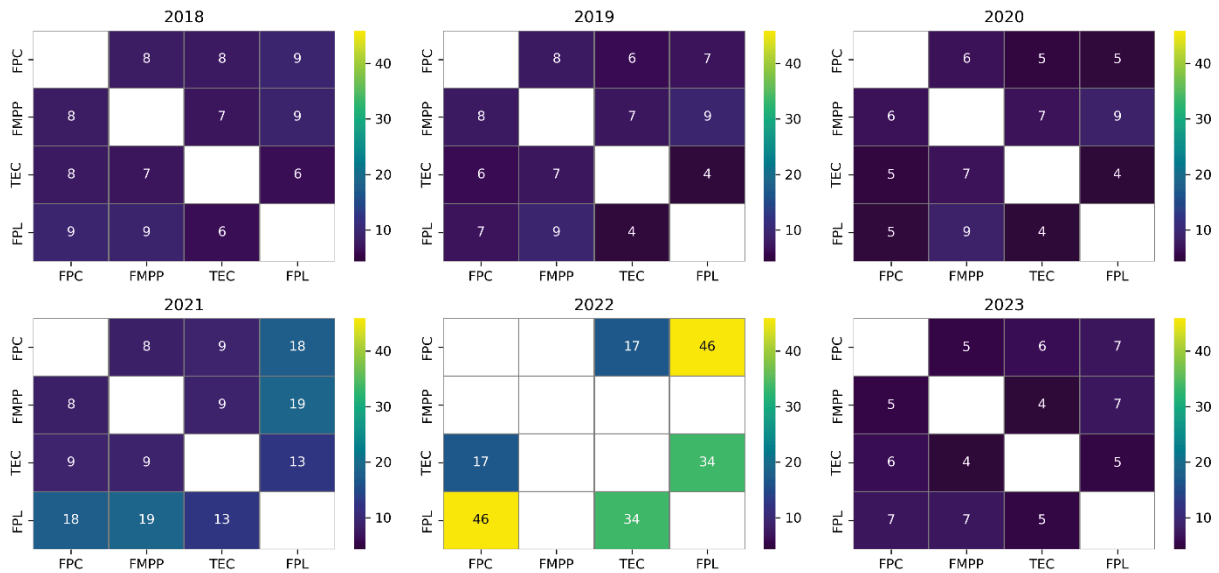 2018
2019
2020
FPC 8 8 9 40
FMPP 8 7 9 30
TEC 8 7 6 20
FPL 9 9 6 10
FPC FMPP TEC FPL
FPC 8 6 7 40
FMPP 8 7 9 30
TEC 6 7 4 20
FPL 7 9 4 10
FPC FMPP TEC FPL
FPC 6 5 5 40
FMPP 6 7 9 30
TEC 5 7 4 20
FPL 5 9 4 10
FPC FMPP TEC FPL
2021
2022
2023
FPC 8 9 18 40
FMPP 8 9 19 30
TEC 9 9 13 20
FPL 18 19 13 10
FPC FMPP TEC FPL
FPC 17 46 40
FMPP 30
TEC 17 34 20
FPL 46 34 10
FPC FMPP TEC FPL
FPC 5 6 7 40
FMPP 5 4 7 30
TEC 6 4 5 20
FPL 7 7 5 10
FPC FMPP TEC FPL